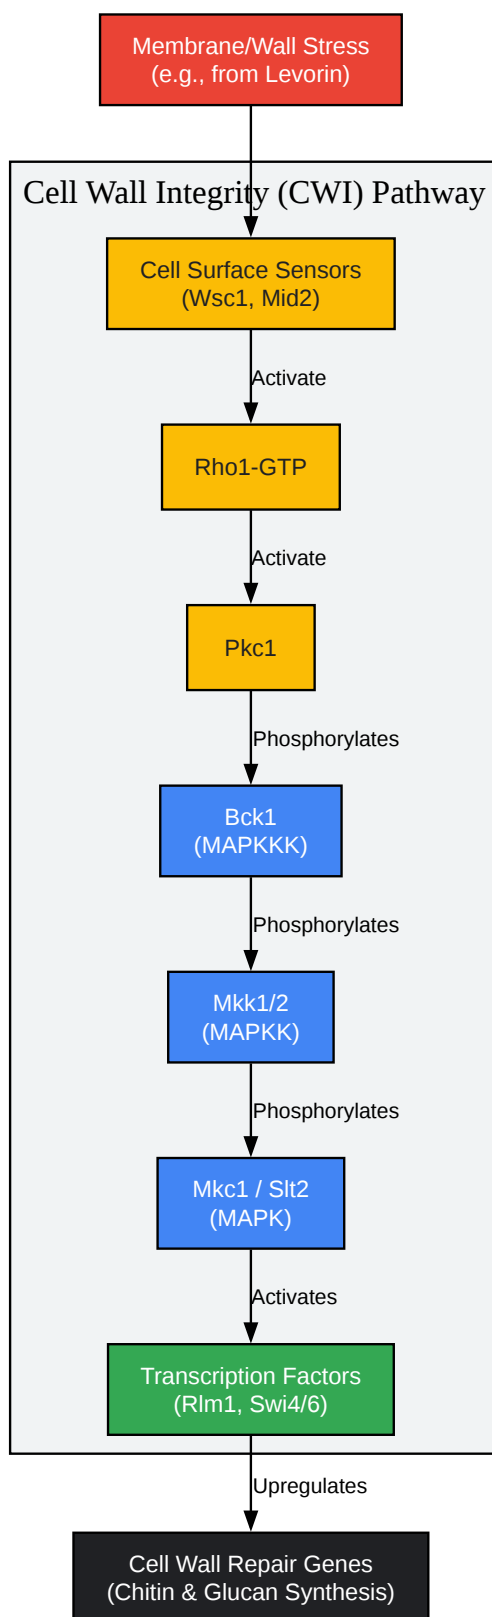 Membrane/Wall Stress
(e.g., from Levorin)
Cell Wall Integrity (CWI) Pathway
Cell Surface Sensors
(Wsc1, Mid2)
Activate
Rho1-GTP
Activate
Pkc1
Phosphorylates
Bck1
(MAPKKK)
Phosphorylates
Mkk1/2
(MAPKK)
Phosphorylates
Mkc1 / Slt2
(MAPK)
Activates
Transcription Factors
(Rlm1, Swi4/6)
Upregulates
Cell Wall Repair Genes
(Chitin & Glucan Synthesis)